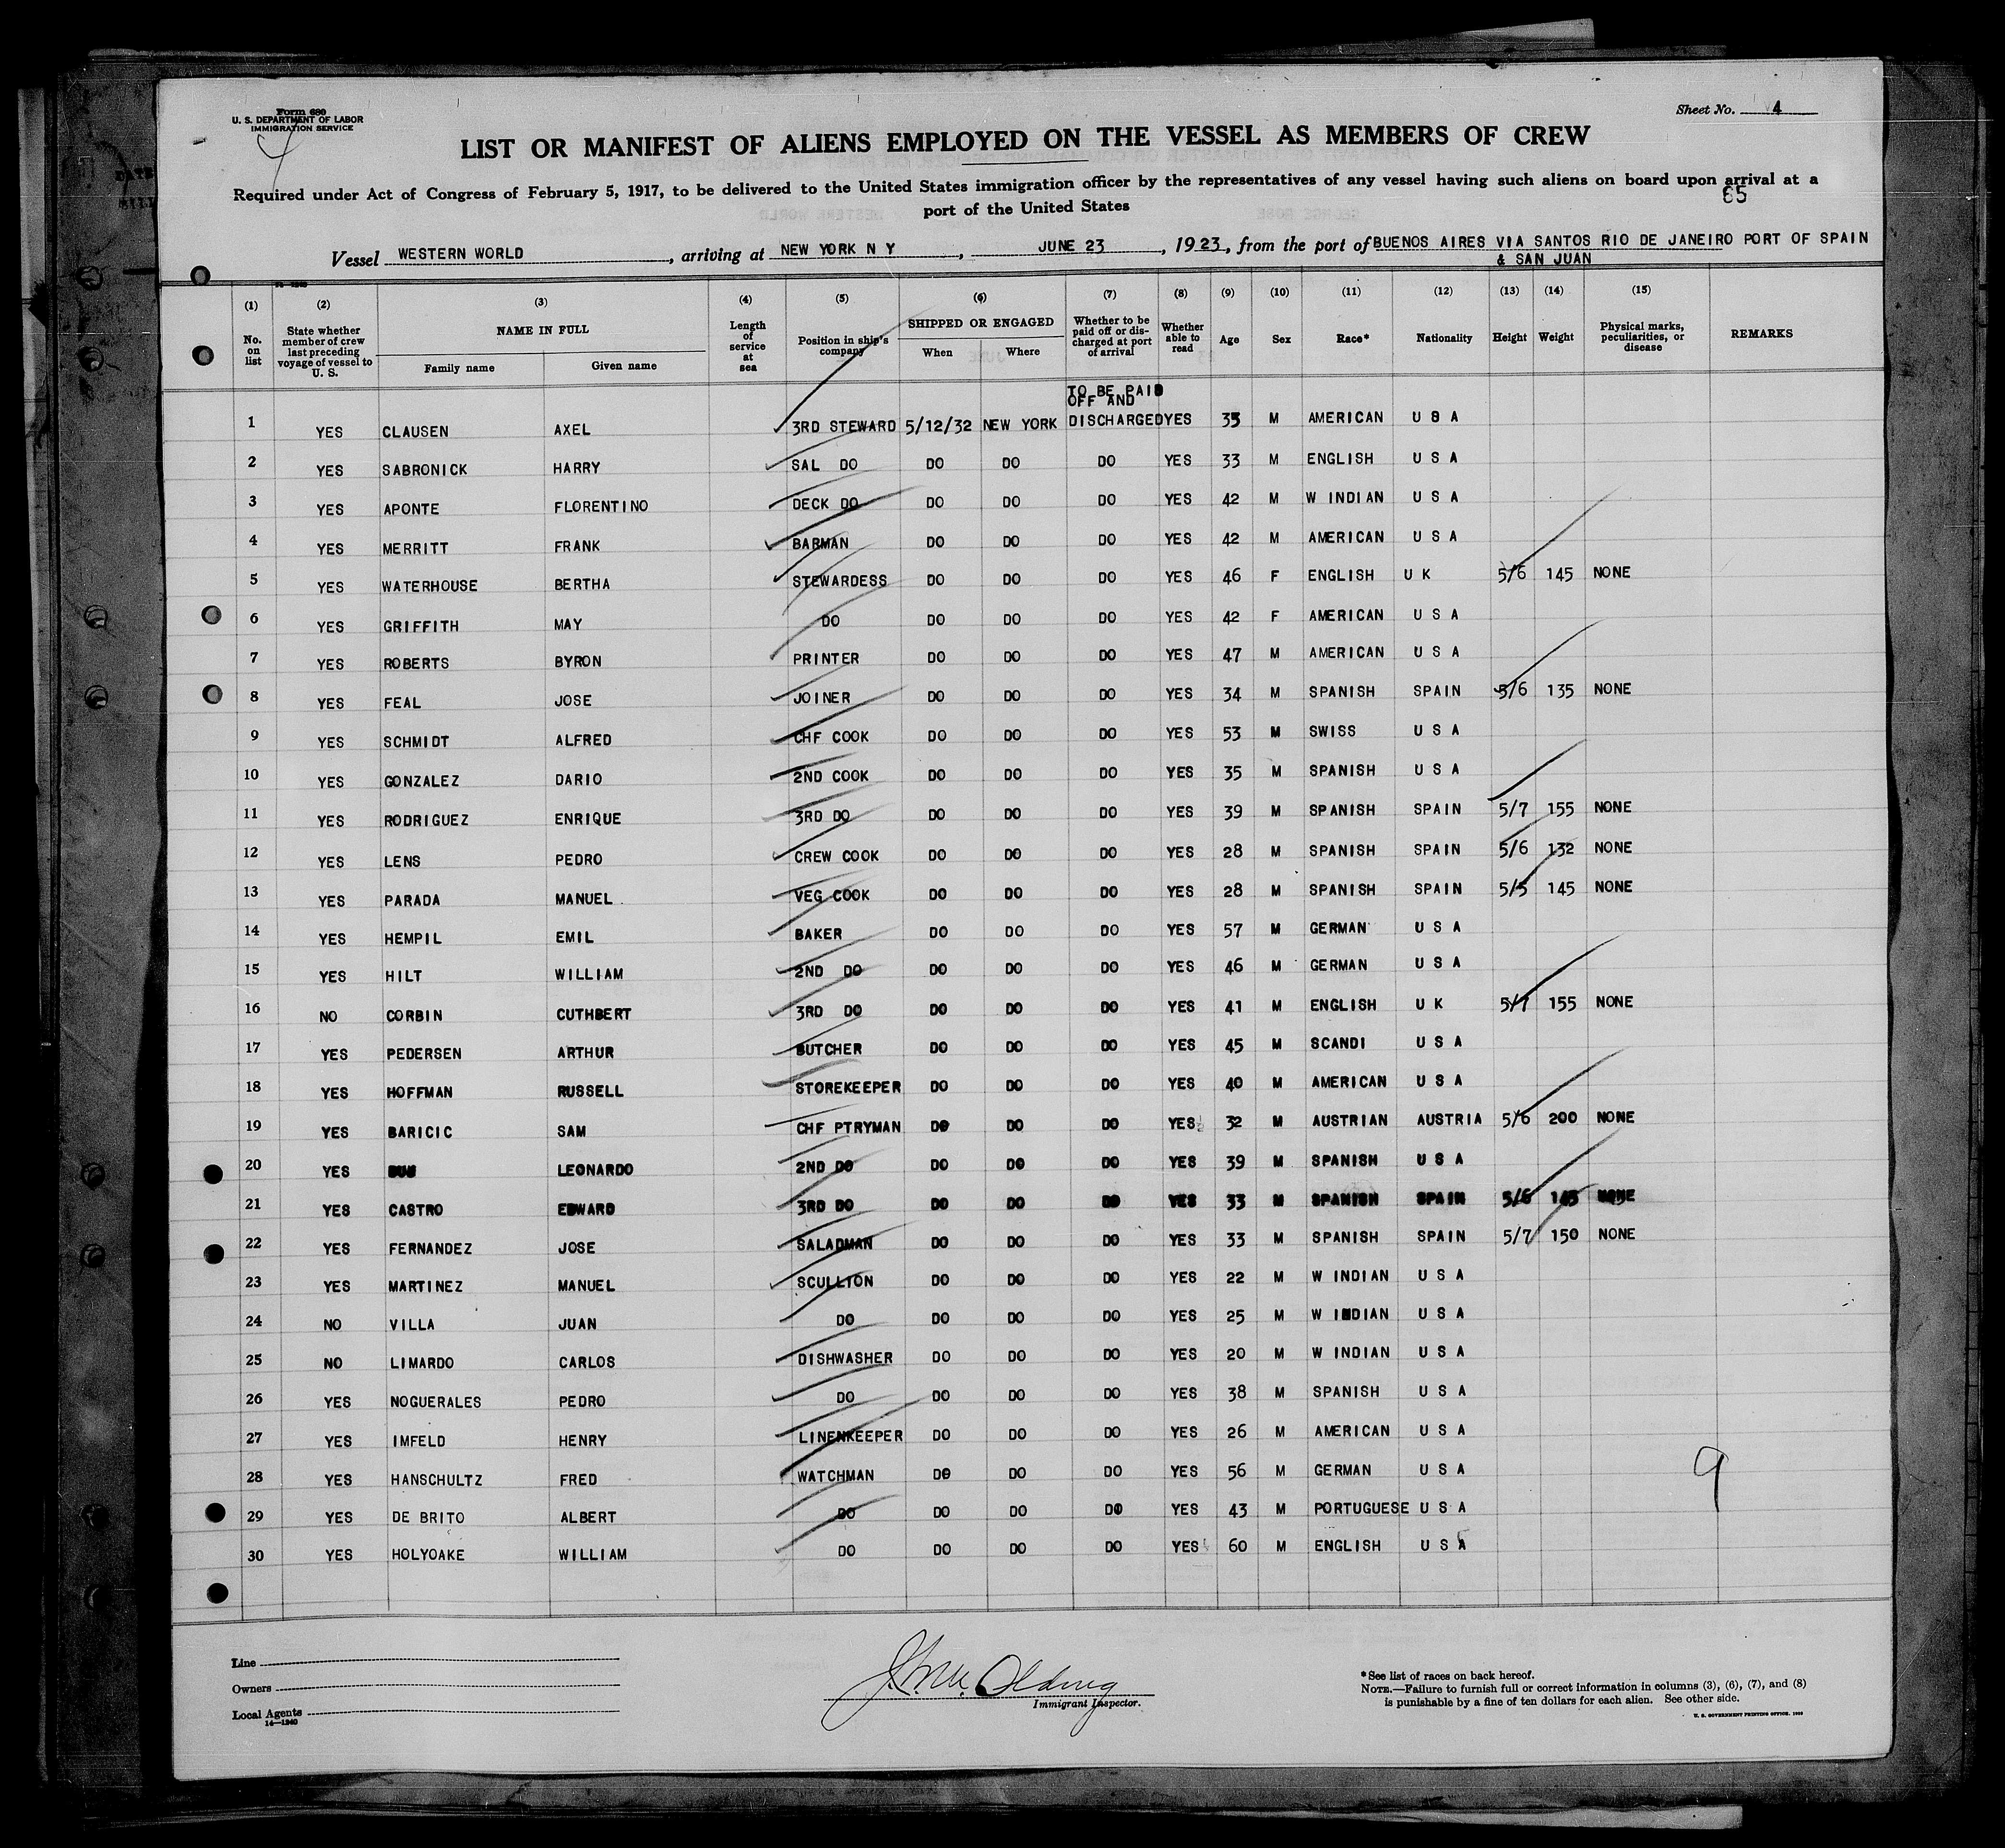 Form 680
U. S. DEPARTMENT OF LABOR
IMMIGRATION SERVICE
Sheet No. 4
LIST OR MANIFEST OF ALIENS EMPLOYED ON THE VESSEL AS MEMBERS OF CREW
Required under Act of Congress of February 5, 1917, to be delivered to the United States immigration officer by the representatives of any vessel having such aliens on board upon arrival at a
port of the United States
65
Vessel WESTERN WORLD, arriving at NEW YORK N Y, JUNE 23, 1923, from the port of BUENOS AIRES VIA SANTOS RIO DE JANEIRO PORT OF SPAIN
& SAN JUAN
(1) (2) (3) (4) (5) (6) (7) (8) (9) (10) (11) (12) (13) (14) (15)
No. on list State whether member of crew last preceding voyage of vessel to U. S. NAME IN FULL Family name Given name Length of service at sea Position in ship's company SHIPPED OR ENGAGED When Where Whether to be paid off or discharged at port of arrival Whether able to read Age Sex Race* Nationality Height Weight Physical marks, peculiarities, or disease REMARKS
TO BE PAID
OFF AND
1 YES CLAUSEN AXEL 3RD STEWARD 5/12/32 NEW YORK DISCHARGED YES 35 M AMERICAN U S A
2 YES SABRONICK HARRY SAL DO DO DO DO YES 33 M ENGLISH U S A
3 YES APONTE FLORENTINO DECK DO DO DO DO YES 42 M W INDIAN U S A
4 YES MERRITT FRANK BARMAN DO DO DO YES 42 M AMERICAN U S A
5 YES WATERHOUSE BERTHA STEWARDESS DO DO DO YES 46 F ENGLISH U K 5/6 145 NONE
6 YES GRIFFITH MAY DO DO DO DO YES 42 F AMERICAN U S A
7 YES ROBERTS BYRON PRINTER DO DO DO YES 47 M AMERICAN U S A
8 YES FEAL JOSE JOINER DO DO DO YES 34 M SPANISH SPAIN 5/6 135 NONE
9 YES SCHMIDT ALFRED CHF COOK DO DO DO YES 53 M SWISS U S A
10 YES GONZALEZ DARIO 2ND COOK DO DO DO YES 35 M SPANISH U S A
11 YES RODRIGUEZ ENRIQUE 3RD DO DO DO DO YES 39 M SPANISH SPAIN 5/7 155 NONE
12 YES LENS PEDRO CREW COOK DO DO DO YES 28 M SPANISH SPAIN 5/6 132 NONE
13 YES PARADA MANUEL VEG COOK DO DO DO YES 28 M SPANISH SPAIN 5/5 145 NONE
14 YES HEMPIL EMIL BAKER DO DO DO YES 57 M GERMAN U S A
15 YES HILT WILLIAM 2ND DO DO DO DO YES 46 M GERMAN U S A
16 NO CORBIN CUTHBERT 3RD DO DO DO DO YES 41 M ENGLISH U K 5/7 155 NONE
17 YES PEDERSEN ARTHUR BUTCHER DO DO DO YES 45 M SCANDI U S A
18 YES HOFFMAN RUSSELL STOREKEEPER DO DO DO YES 40 M AMERICAN U S A
19 YES BARICIC SAM CHF PTRYMAN DO DO DO YES 32 M AUSTRIAN AUSTRIA 5/6 200 NONE
20 YES LEONARDO 2ND DO DO DO DO YES 39 M SPANISH U S A
21 YES CASTRO EDWARD 3RD DO DO DO DO YES 33 M SPANISH SPAIN 5/6 145 NONE
22 YES FERNANDEZ JOSE SALADMAN DO DO DO YES 33 M SPANISH SPAIN 5/7 150 NONE
23 YES MARTINEZ MANUEL SCULLION DO DO DO YES 22 M W INDIAN U S A
24 NO VILLA JUAN DO DO DO DO YES 25 M W INDIAN U S A
25 NO LIMARDO CARLOS DISHWASHER DO DO DO YES 20 M W INDIAN U S A
26 YES NOGUERALES PEDRO DO DO DO DO YES 38 M SPANISH U S A
27 YES IMFELD HENRY LINENKEEPER DO DO DO YES 26 M AMERICAN U S A
28 YES HANSCHULTZ FRED WATCHMAN DO DO DO YES 56 M GERMAN U S A
29 YES DE BRITO ALBERT DO DO DO DO YES 43 M PORTUGUESE U S A
30 YES HOLYOAKE WILLIAM DO DO DO DO YES 60 M ENGLISH U S A
9
Line
Owners
Local Agents
14—1240
Immigrant Inspector.
*See list of races on back hereof.
NOTE.—Failure to furnish full or correct information in columns (3), (6), (7), and (8)
is punishable by a fine of ten dollars for each alien. See other side.
U. S. GOVERNMENT PRINTING OFFICE